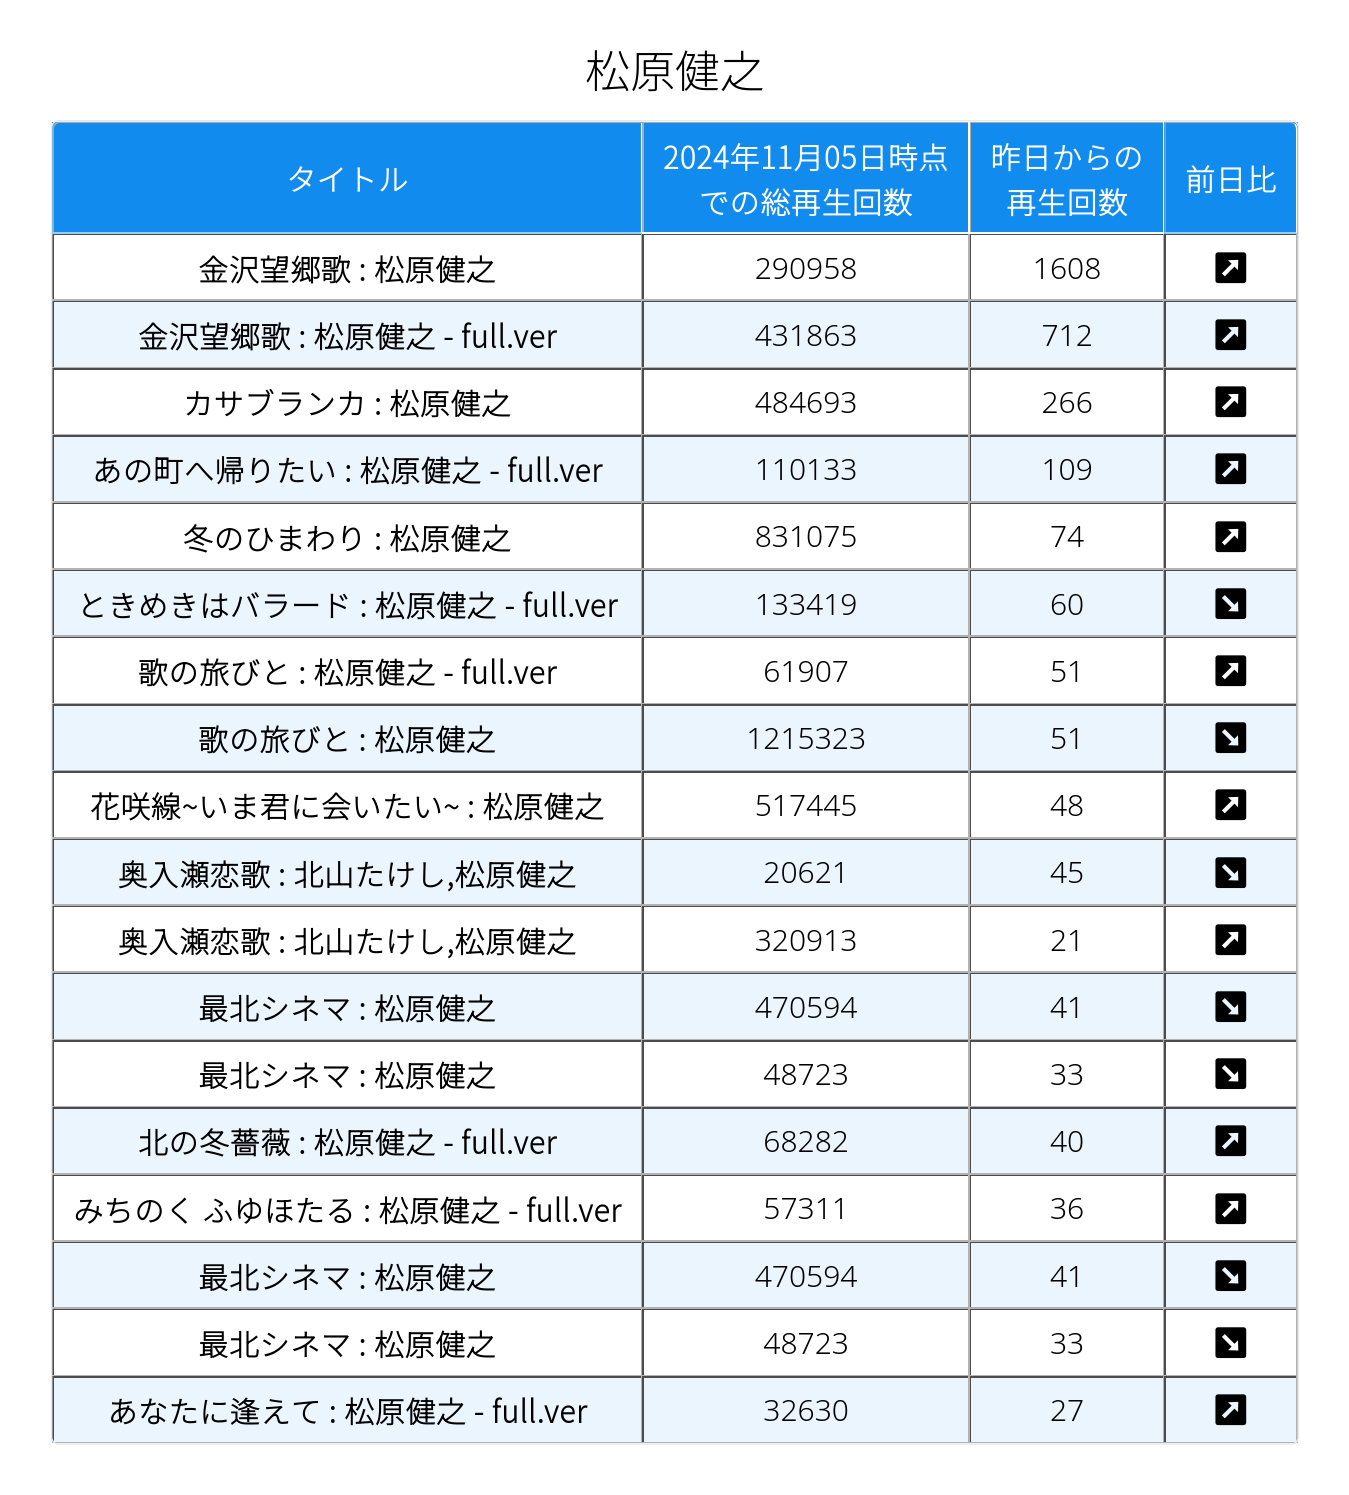 松原健之
タイトル
2024年11月05日時点
での総再生回数
昨日からの
再生回数
前日比
金沢望郷歌 : 松原健之 290958 1608
金沢望郷歌 : 松原健之 - full.ver 431863 712
カサブランカ : 松原健之 484693 266
あの町へ帰りたい : 松原健之 - full.ver 110133 109
冬のひまわり : 松原健之 831075 74
ときめきはバラード : 松原健之 - full.ver 133419 60
歌の旅びと : 松原健之 - full.ver 61907 51
歌の旅びと : 松原健之 1215323 51
花咲線~いま君に会いたい~ : 松原健之 517445 48
奥入瀬恋歌 : 北山たけし,松原健之 20621 45
奥入瀬恋歌 : 北山たけし,松原健之 320913 21
最北シネマ : 松原健之 470594 41
最北シネマ : 松原健之 48723 33
北の冬薔薇 : 松原健之 - full.ver 68282 40
みちのく ふゆほたる : 松原健之 - full.ver 57311 36
最北シネマ : 松原健之 470594 41
最北シネマ : 松原健之 48723 33
あなたに逢えて : 松原健之 - full.ver 32630 27